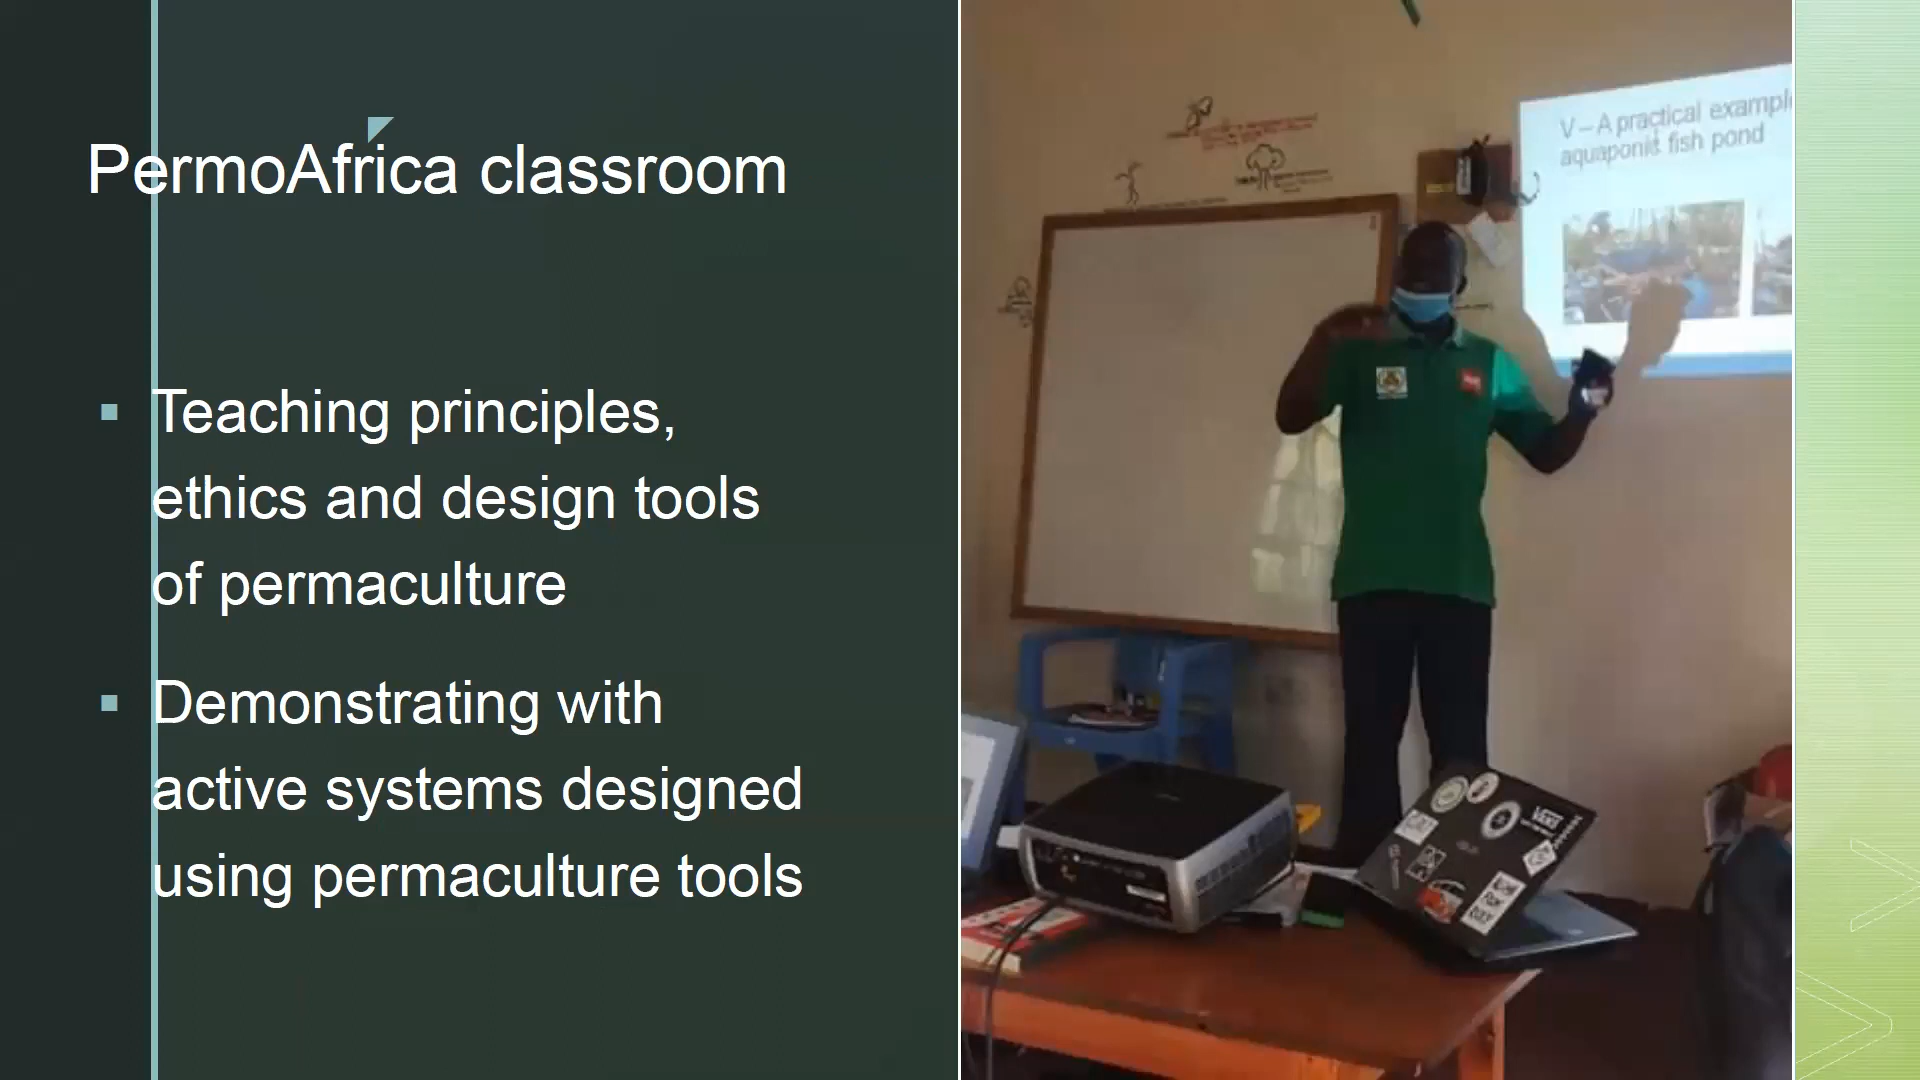 PermoAfrica classroom
Teaching principles,
ethics and design tools
of permaculture
Demonstrating with
active systems designed
using permaculture tools
V – A practical example
aquaponic fish pond
VANS